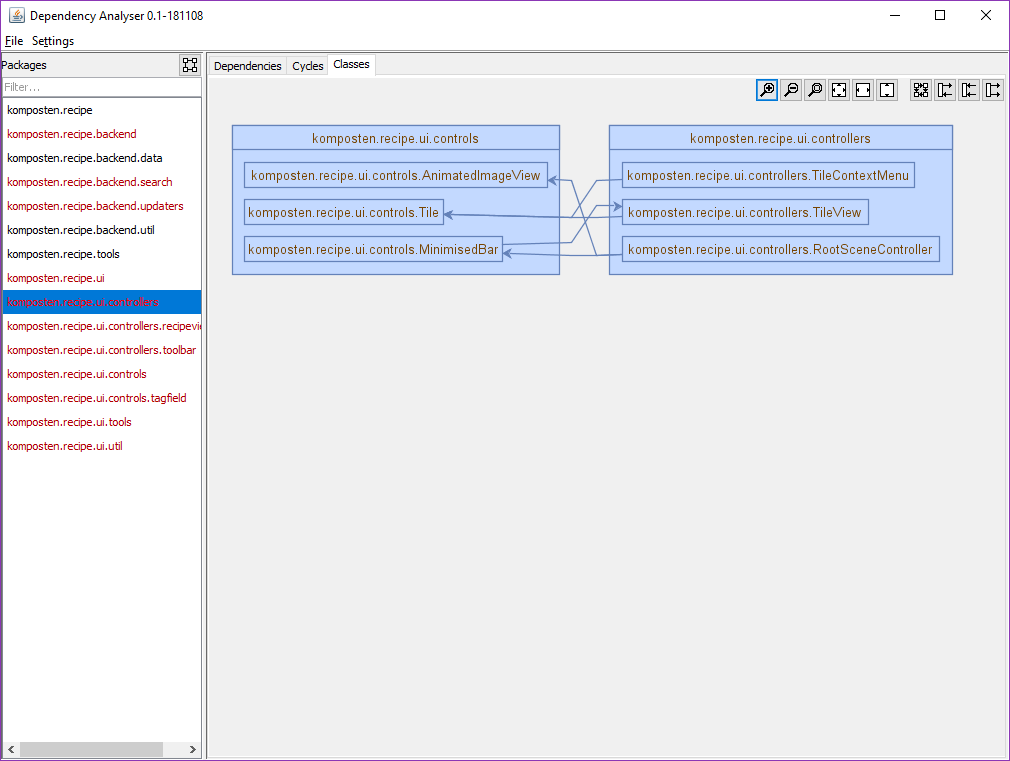 Dependency Analyser 0.1-181108
File Settings
Packages
Filter...
komposten.recipe
komposten.recipe.backend
komposten.recipe.backend.data
komposten.recipe.backend.search
komposten.recipe.backend.updaters
komposten.recipe.backend.util
komposten.recipe.tools
komposten.recipe.ui
komposten.recipe.ui.controllers
komposten.recipe.ui.controllers.recipevi
komposten.recipe.ui.controllers.toolbar
komposten.recipe.ui.controls
komposten.recipe.ui.controls.tagfield
komposten.recipe.ui.tools
komposten.recipe.ui.util
Dependencies Cycles Classes
komposten.recipe.ui.controls
komposten.recipe.ui.controls.AnimatedImageView
komposten.recipe.ui.controls.Tile
komposten.recipe.ui.controls.MinimisedBar
komposten.recipe.ui.controllers
komposten.recipe.ui.controllers.TileContextMenu
komposten.recipe.ui.controllers.TileView
komposten.recipe.ui.controllers.RootSceneController